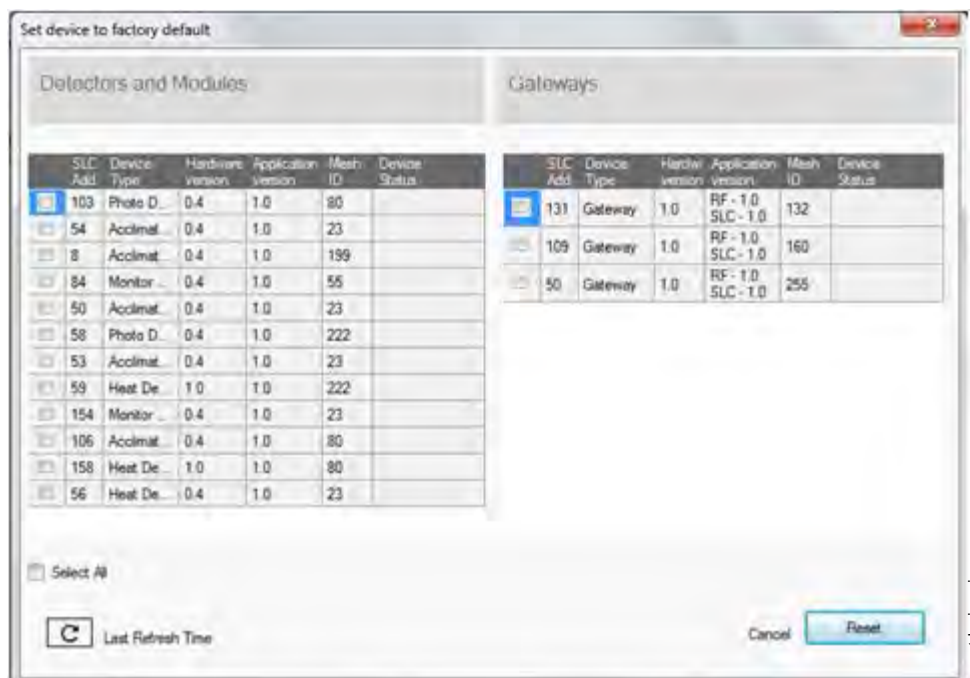 Set device to factory default
Detectors and Modules
Gateways
SLC Add Device Type Hardware version Application version Mesh ID Device Status
103 Photo D... 0.4 1.0 80
54 Acclimat... 0.4 1.0 23
8 Acclimat... 0.4 1.0 199
84 Monitor ... 0.4 1.0 55
50 Acclimat... 0.4 1.0 23
58 Photo D... 0.4 1.0 222
53 Acclimat... 0.4 1.0 23
59 Heat De... 1.0 1.0 222
154 Monitor ... 0.4 1.0 23
106 Acclimat... 0.4 1.0 80
158 Heat De... 1.0 1.0 80
56 Heat De... 0.4 1.0 23
SLC Add Device Type Hardwa version Application version Mesh ID Device Status
131 Gateway 1.0 RF - 1.0 SLC - 1.0 132
109 Gateway 1.0 RF - 1.0 SLC - 1.0 160
50 Gateway 1.0 RF - 1.0 SLC - 1.0 255
Select All
Last Refresh Time
Cancel
Reset